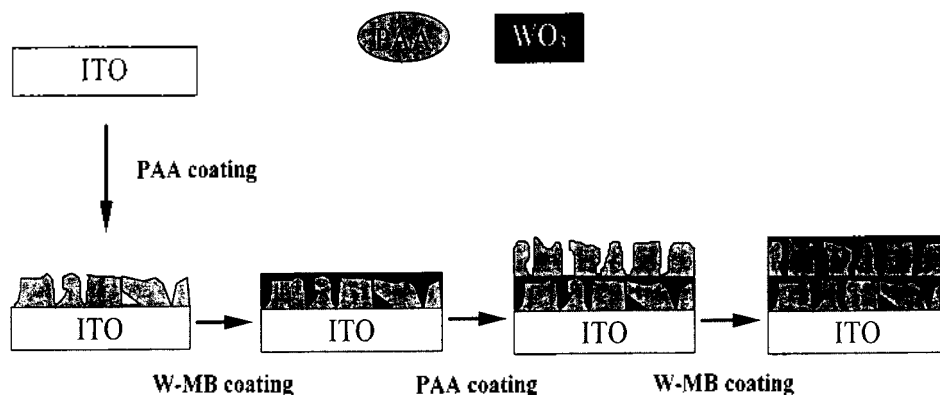 PAA
WO₃
ITO
PAA coating
ITO
ITO
ITO
ITO
W-MB coating
PAA coating
W-MB coating